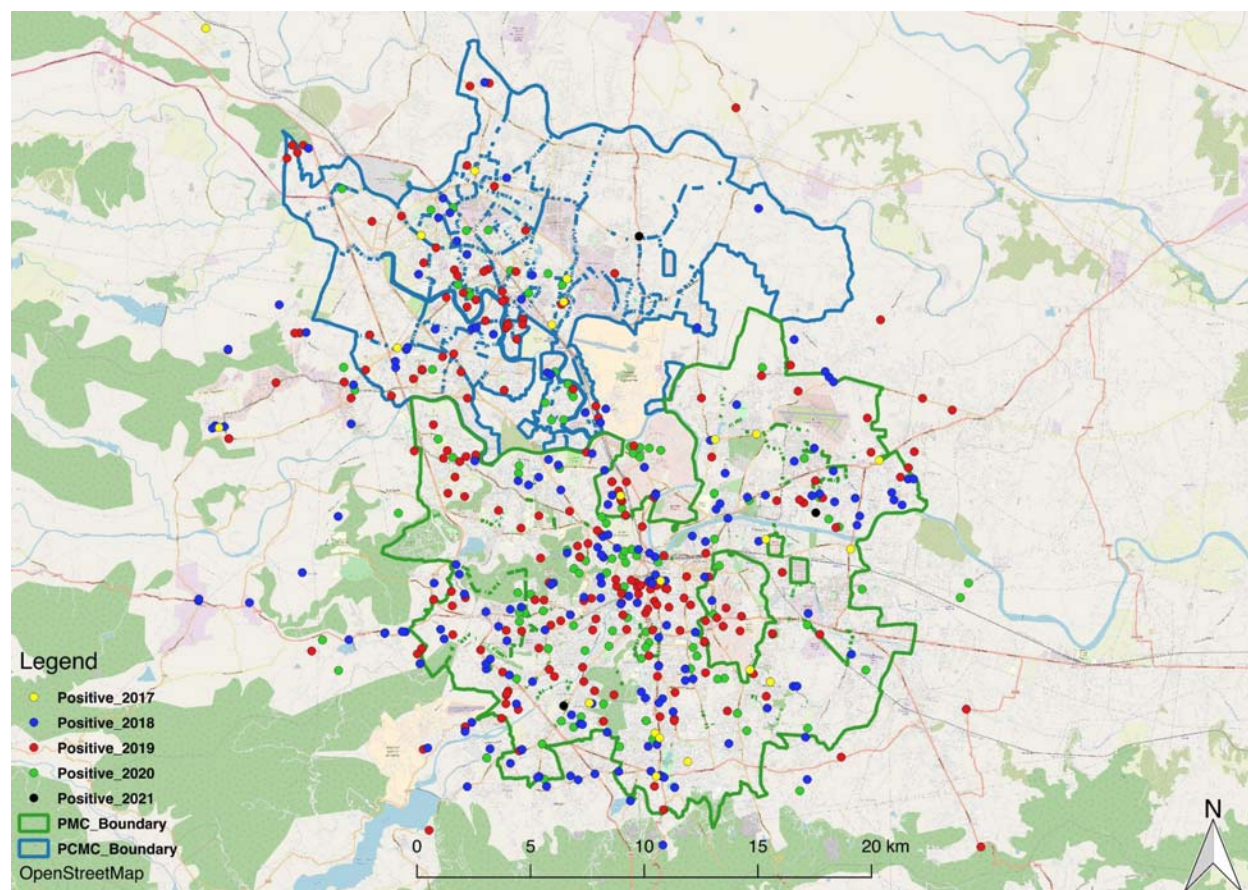 Legend
Positive_2017
Positive_2018
Positive_2019
Positive_2020
Positive_2021
PMC_Boundary
PCMC_Boundary
OpenStreetMap
0 5 10 15 20 km
N